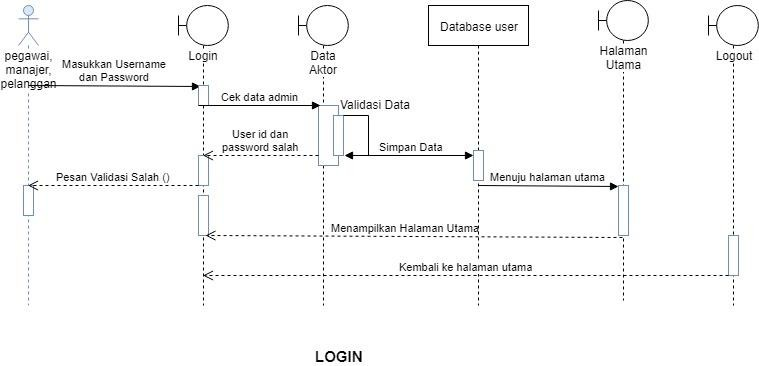 pegawai,
manajer,
pelanggan
Login
Data
Aktor
Database user
Halaman
Utama
Logout
Masukkan Username
dan Password
Cek data admin
Validasi Data
User id dan
password salah
Simpan Data
Pesan Validasi Salah ()
Menuju halaman utama
Menampilkan Halaman Utama
Kembali ke halaman utama
LOGIN